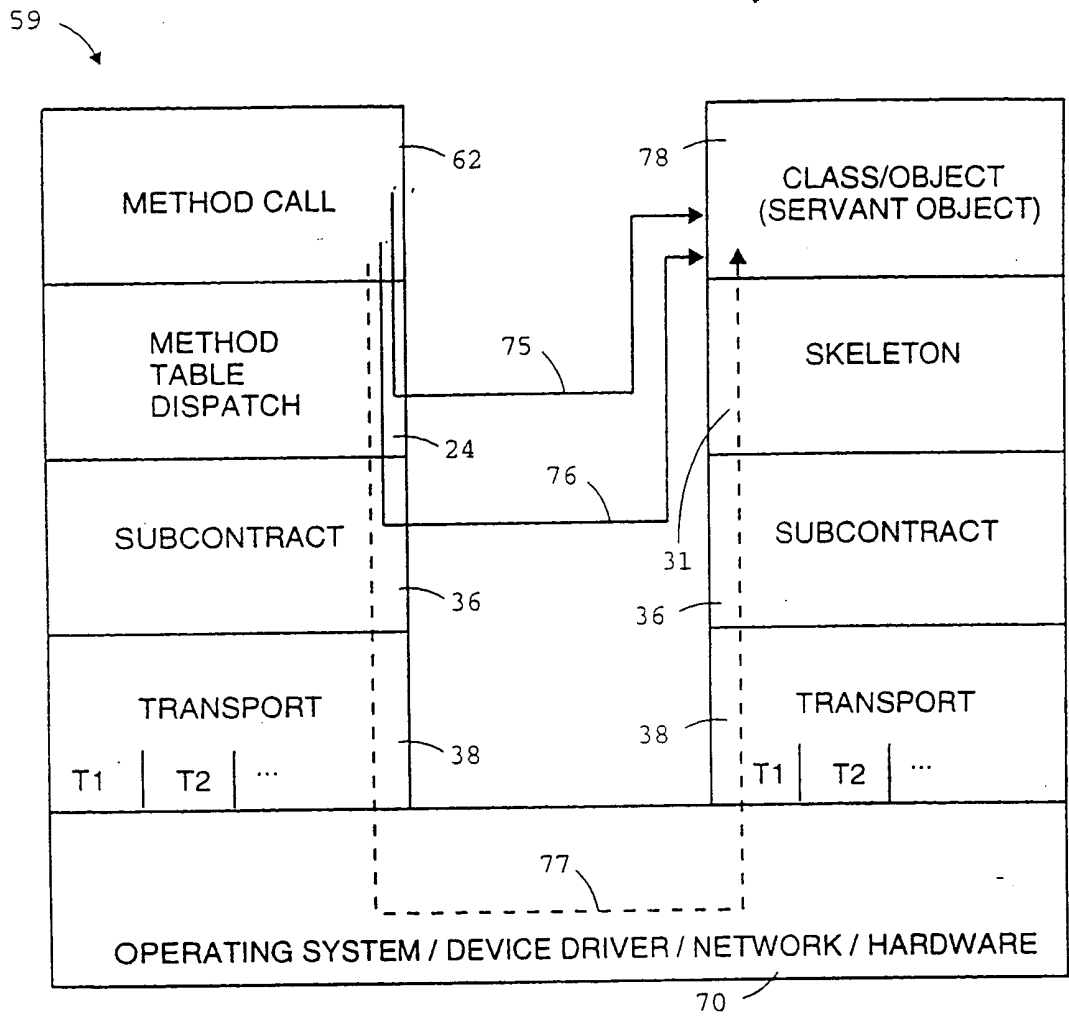 59
METHOD CALL
62
METHOD
TABLE
DISPATCH
24
SUBCONTRACT
36
TRANSPORT
38
T1
T2
...
75
76
77
78
CLASS/OBJECT
(SERVANT OBJECT)
SKELETON
31
SUBCONTRACT
36
TRANSPORT
38
T1
T2
...
OPERATING SYSTEM / DEVICE DRIVER / NETWORK / HARDWARE
70